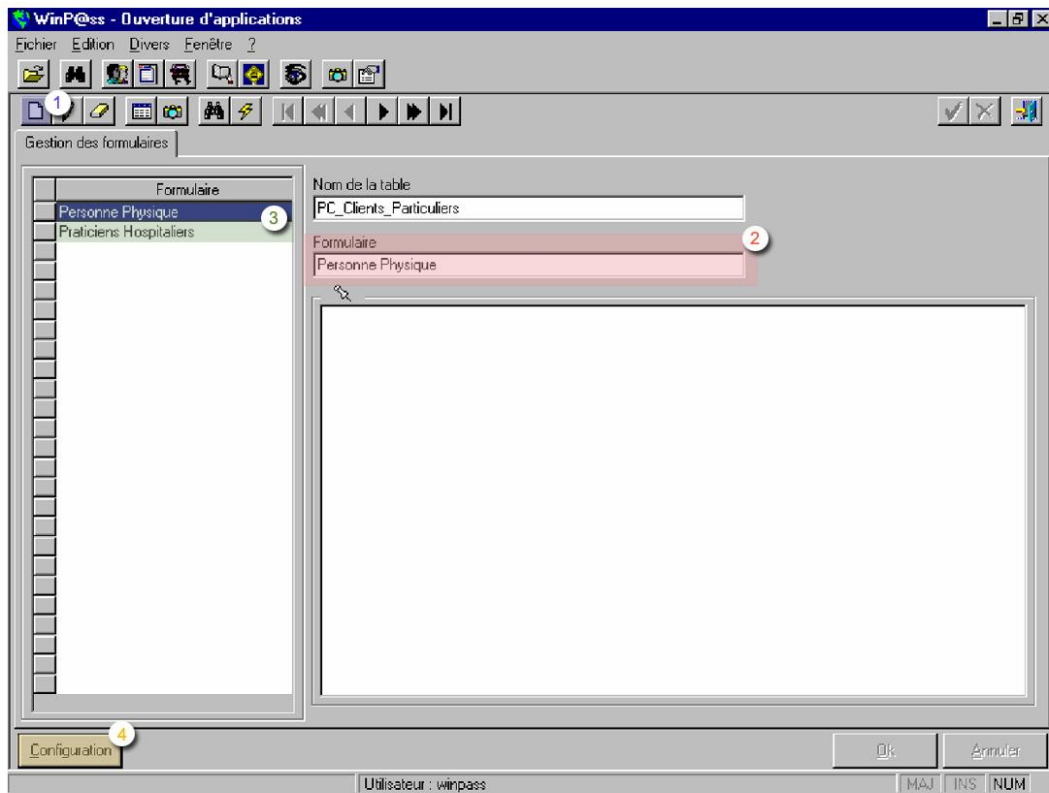 WinP@ss - Ouverture d'applications
Fichier Edition Divers Fenêtre ?
1
Gestion des formulaires
Formulaire
Personne Physique
3
Praticiens Hospitaliers
Nom de la table
PC_Clients_Particuliers
2
Formulaire
Personne Physique
4
Configuration
Ok
Annuler
Utilisateur : winpass
MAJ INS NUM